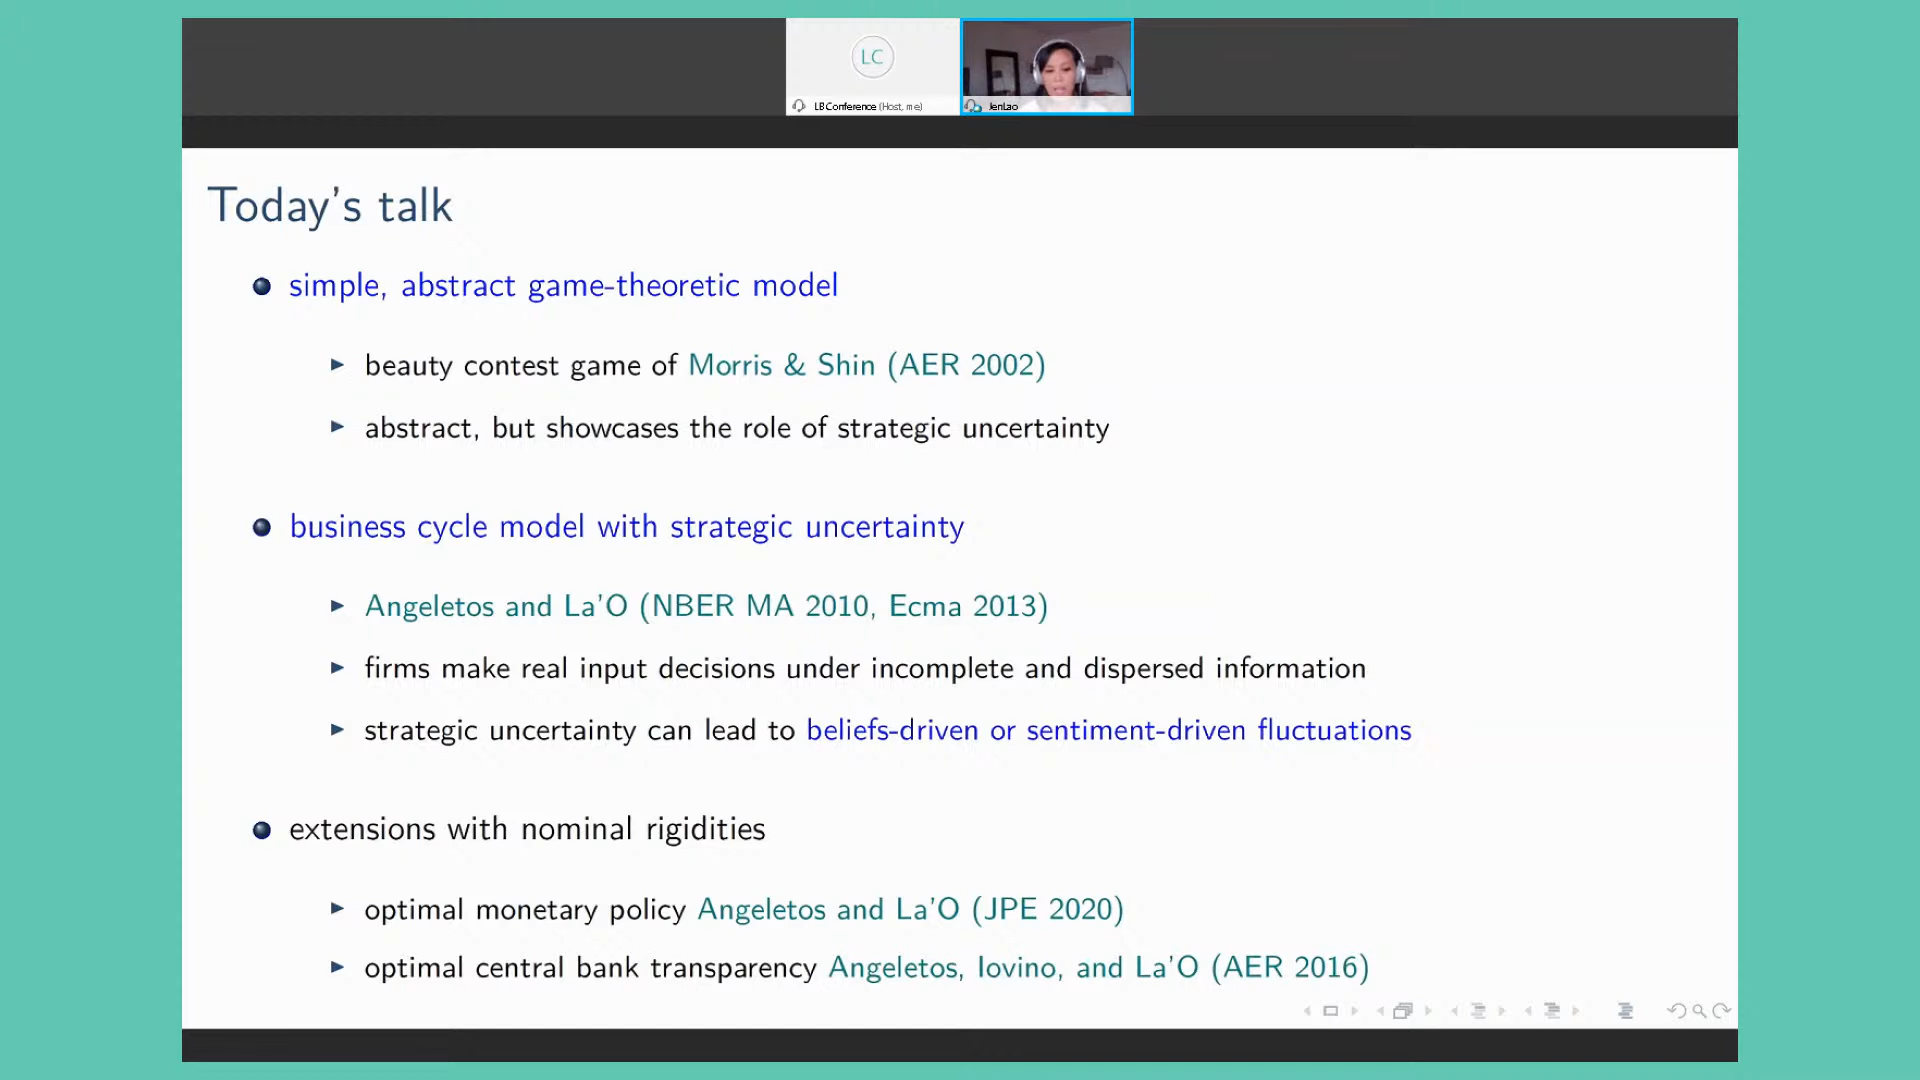 LC
LB Conference (Host, me)
Jen Lao
Today's talk
simple, abstract game-theoretic model
beauty contest game of Morris & Shin (AER 2002)
abstract, but showcases the role of strategic uncertainty
business cycle model with strategic uncertainty
Angeletos and La'O (NBER MA 2010, Ecma 2013)
firms make real input decisions under incomplete and dispersed information
strategic uncertainty can lead to beliefs-driven or sentiment-driven fluctuations
extensions with nominal rigidities
optimal monetary policy Angeletos and La'O (JPE 2020)
optimal central bank transparency Angeletos, Iovino, and La'O (AER 2016)